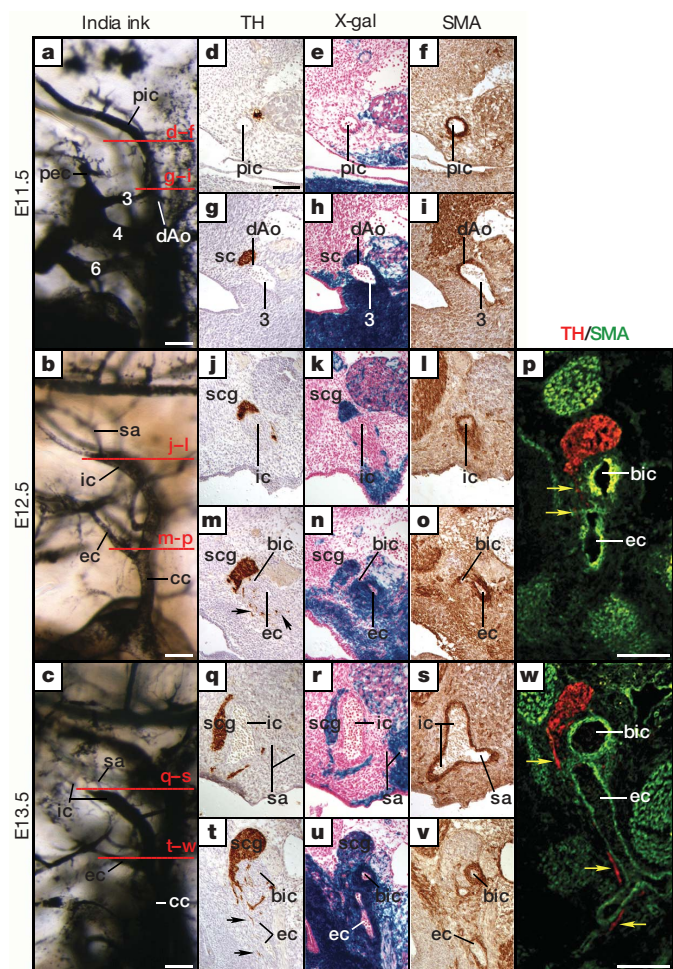 India ink TH X-gal SMA
E11.5
a
pic
d–f
pec
g–i
3
4
dAo
6
d
pic
e
pic
f
pic
g
dAo
sc
3
h
dAo
3
i
dAo
3
TH/SMA
E12.5
b
sa
j–l
ic
ec
m–p
cc
j
scg
ic
k
scg
ic
l
ic
m
scg
bic
ec
n
scg
bic
ec
o
bic
ec
p
bic
ec
E13.5
c
sa
q–s
ic
t–w
ec
cc
q
scg
ic
sa
r
scg
ic
sa
s
ic
sa
t
scg
bic
ec
u
scg
bic
ec
v
bic
ec
w
bic
ec